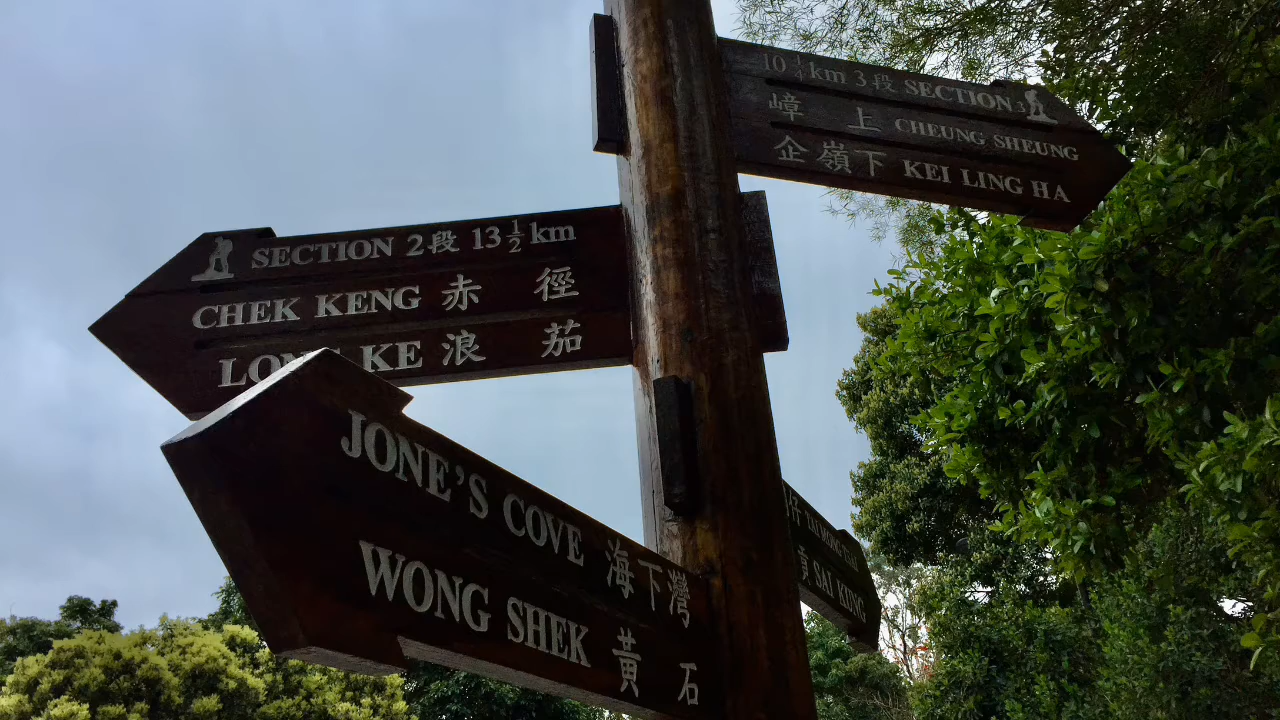 10 1/4 km 3段 SECTION 3
嶂 上 CHEUNG SHEUNG
企嶺下 KEI LING HA
SECTION 2段 13 1/2 km
CHEK KENG 赤 徑
KE 浪 茄
JONE'S COVE 海下灣
WONG SHEK 黃 石
仔
貢 SAI KUNG